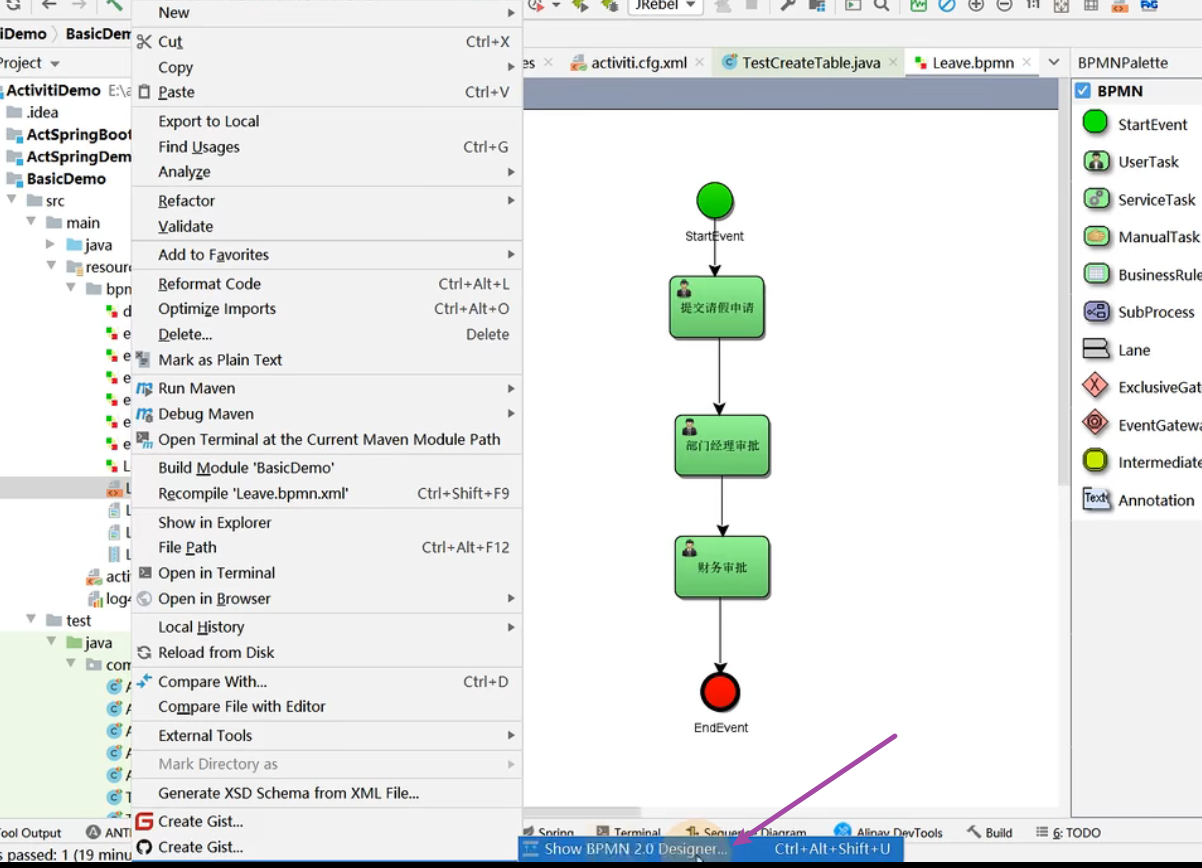 New
JRebel
1:1
Demo
BasicDem
Cut Ctrl+X
Project
Copy
activiti.cfg.xml
TestCreateTable.java
Leave.bpmn
BPMNPalette
Paste Ctrl+V
ActivitiDemo E:\a
BPMN
.idea
Export to Local
StartEvent
ActSpringBoot
Find Usages Ctrl+G
ActSpringDem
UserTask
Analyze
BasicDemo
ServiceTask
src
Refactor
main
Validate
StartEvent
ManualTask
java
Add to Favorites
resourc
BusinessRule
bpm
Reformat Code Ctrl+Alt+L
提交请假申请
Optimize Imports Ctrl+Alt+O
SubProcess
Delete... Delete
Lane
Mark as Plain Text
Run Maven
ExclusiveGat
Debug Maven
EventGatewa
Open Terminal at the Current Maven Module Path
部门经理审批
Build Module 'BasicDemo'
Intermediate
Recompile 'Leave.bpmn.xml' Ctrl+Shift+F9
Text
Annotation
Show in Explorer
File Path Ctrl+Alt+F12
Open in Terminal
财务审批
acti
Open in Browser
log4
test
Local History
java
Reload from Disk
com
Compare With... Ctrl+D
Compare File with Editor
EndEvent
External Tools
Mark Directory as
Generate XSD Schema from XML File...
Create Gist...
Tool Output
ANT
Spring
Terminal
Sequence Diagram
Alipay DevTools
Build
6: TODO
Create Gist...
Show BPMN 2.0 Designer... Ctrl+Alt+Shift+U
s passed: 1 (19 minu